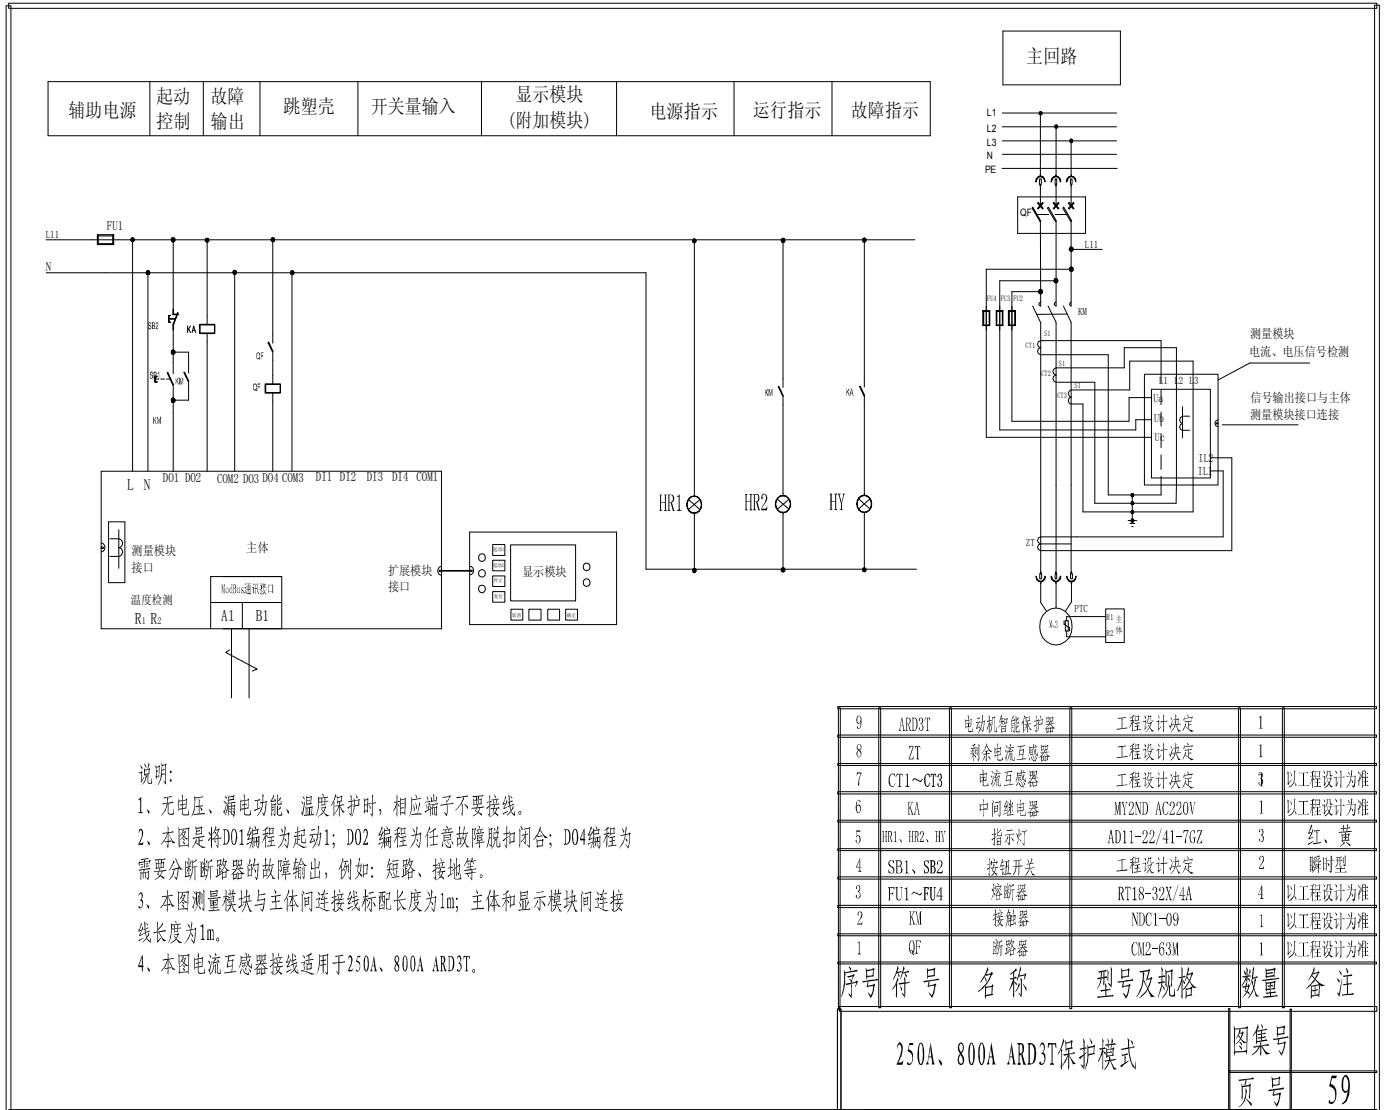 主回路
辅助电源 起动控制 故障输出 跳塑壳 开关量输入 显示模块(附加模块) 电源指示 运行指示 故障指示
L1
L2
L3
N
PE
QF
L11
FU4 FU3 FU2
KM
S1
CT1
S1
CT2
S1
CT3
L1 L2 L3
Ua
Ub
Uc
IL2
IL1
测量模块
电流、电压信号检测
信号输出接口与主体
测量模块接口连接
ZT
PTC
R1
R2
主体
L11
FU1
N
SB2
KA
QF
SB1
KM
QF
KM
KM
KA
HR1
HR2
HY
L N DO1 DO2 COM2 DO3 DO4 COM3 DI1 DI2 DI3 DI4 COM1
测量模块
接口
主体
扩展模块
接口
显示模块
温度检测
R1 R2
ModBus通讯接口
A1 B1
说明:
1、无电压、漏电功能、温度保护时，相应端子不要接线。
2、本图是将DO1编程为起动1；DO2 编程为任意故障脱扣闭合；DO4编程为
需要分断断路器的故障输出，例如：短路、接地等。
3、本图测量模块与主体间连接线标配长度为1m；主体和显示模块间连接
线长度为1m。
4、本图电流互感器接线适用于250A、800A ARD3T。
9 ARD3T 电动机智能保护器 工程设计决定 1
8 ZT 剩余电流互感器 工程设计决定 1
7 CT1～CT3 电流互感器 工程设计决定 3 以工程设计为准
6 KA 中间继电器 MY2ND AC220V 1 以工程设计为准
5 HR1、HR2、HY 指示灯 AD11-22/41-7GZ 3 红、黄
4 SB1、SB2 按钮开关 工程设计决定 2 瞬时型
3 FU1～FU4 熔断器 RT18-32X/4A 4 以工程设计为准
2 KM 接触器 NDC1-09 1 以工程设计为准
1 QF 断路器 CM2-63M 1 以工程设计为准
序号 符 号 名 称 型号及规格 数量 备 注
250A、800A ARD3T保护模式
图集号
页 号 59